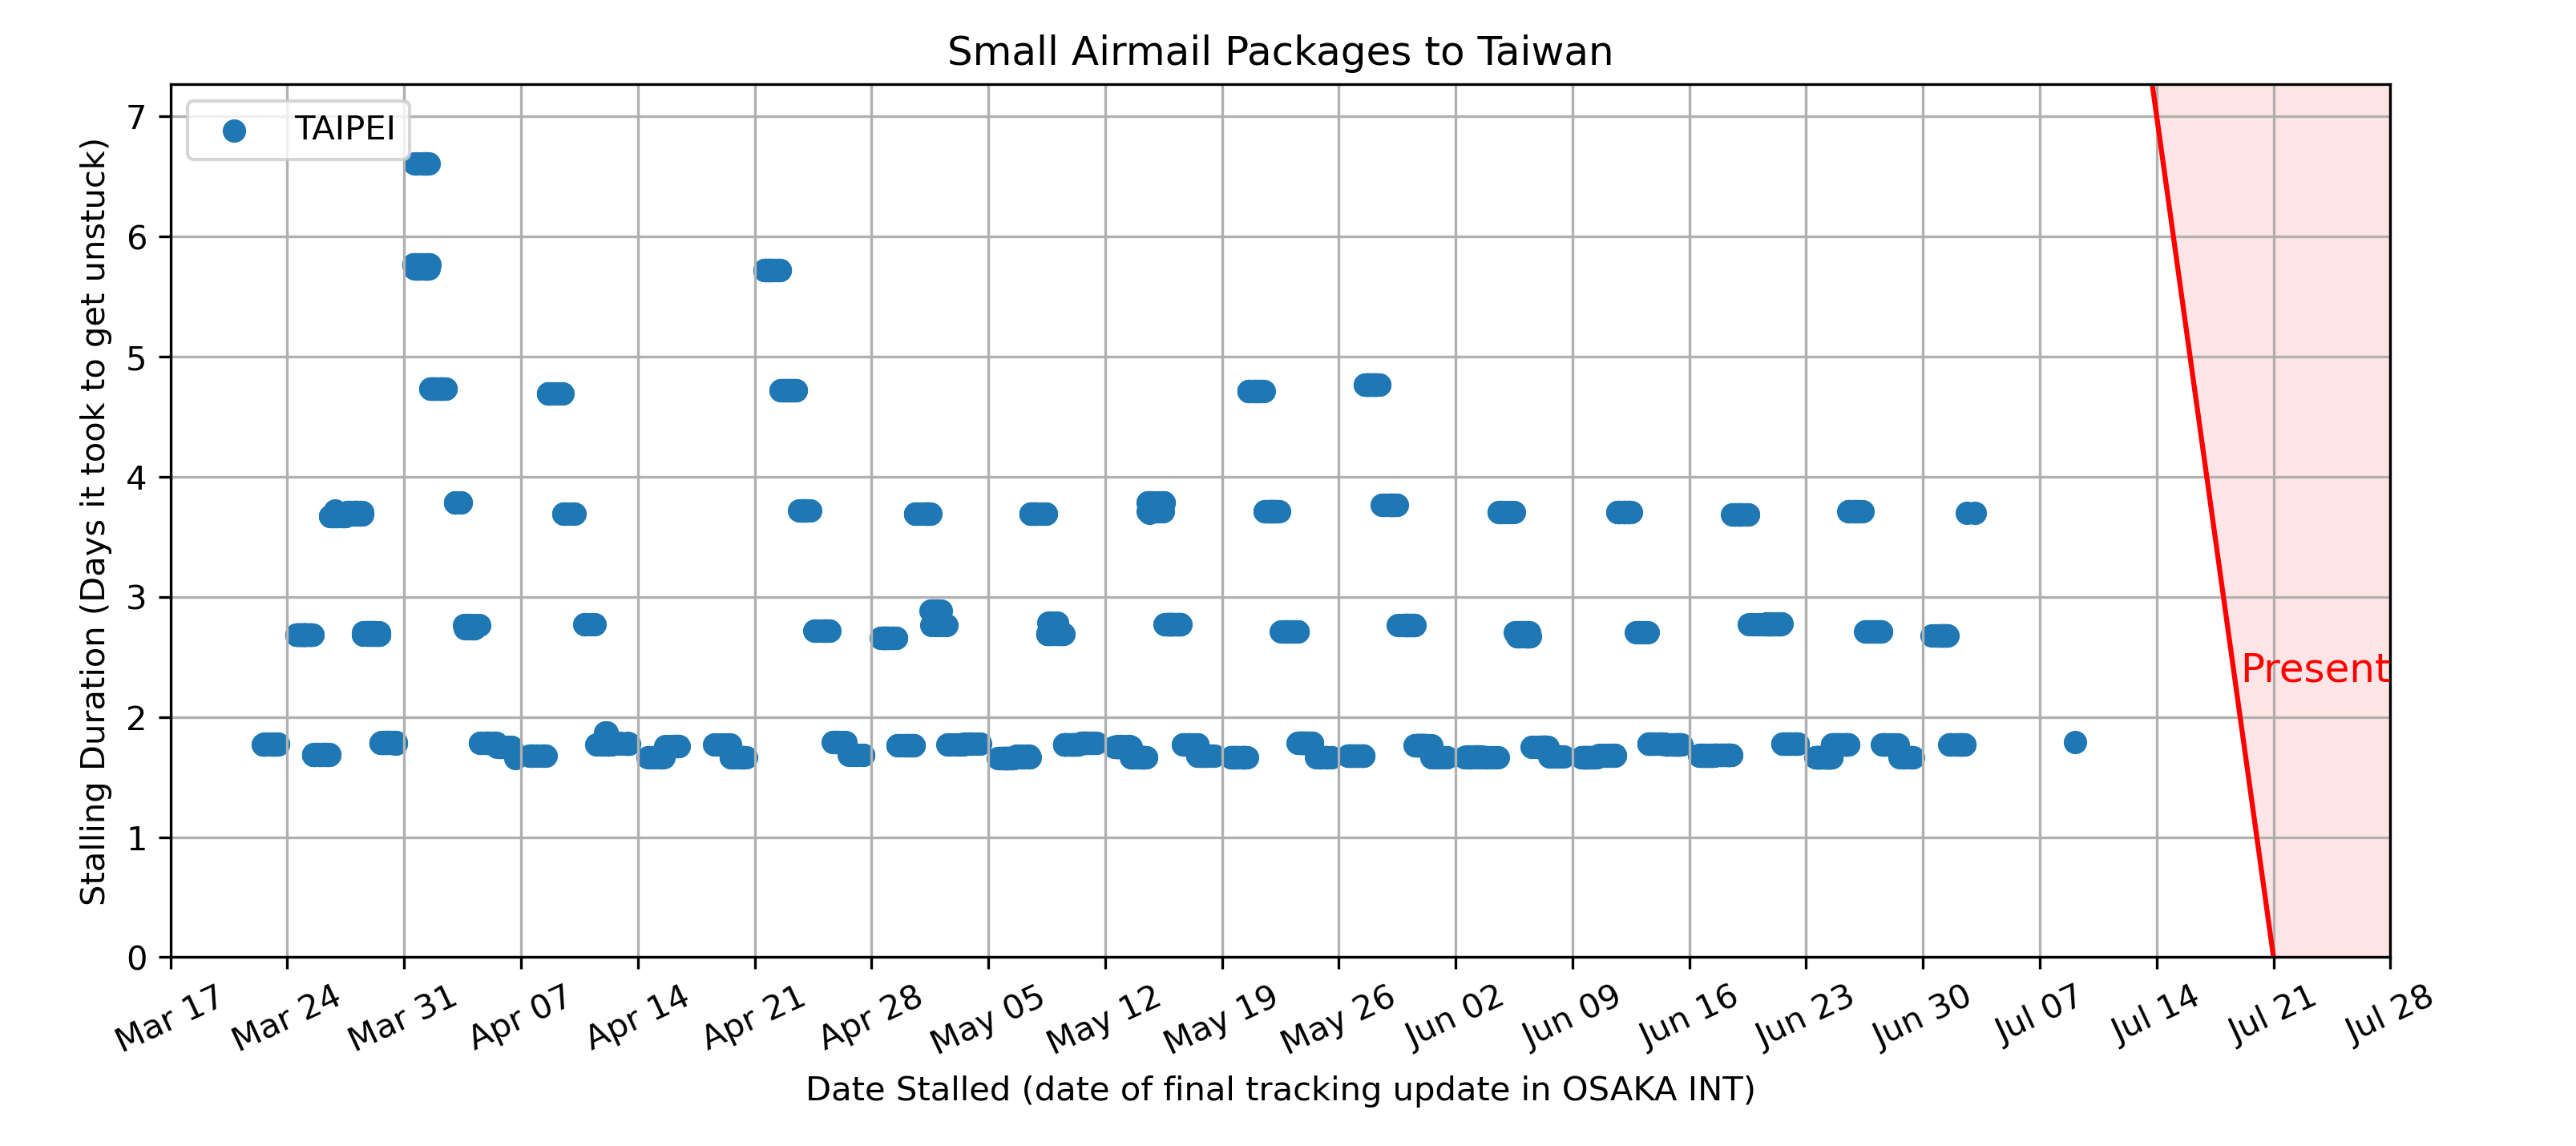 Small Airmail Packages to Taiwan
TAIPEI
Stalling Duration (Days it took to get unstuck)
7
6
5
4
3
2
1
0
Present
Mar 17
Mar 24
Mar 31
Apr 07
Apr 14
Apr 21
Apr 28
May 05
May 12
May 19
May 26
Jun 02
Jun 09
Jun 16
Jun 23
Jun 30
Jul 07
Jul 14
Jul 21
Jul 28
Date Stalled (date of final tracking update in OSAKA INT)